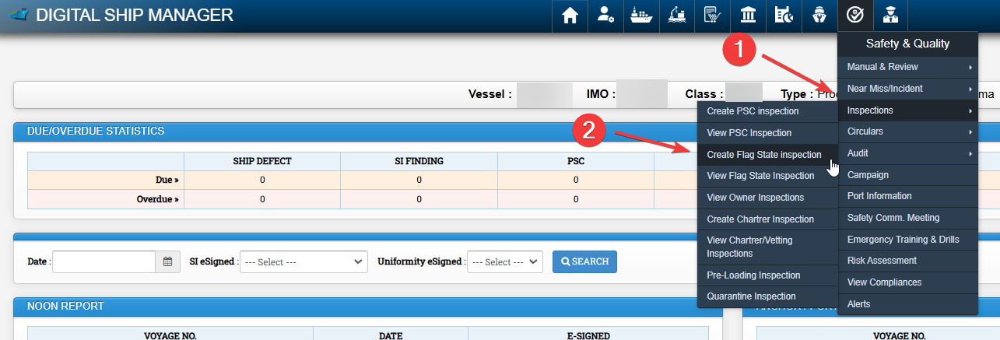 DIGITAL SHIP MANAGER
Safety & Quality
1
Manual & Review
Near Miss/Incident
Vessel : IMO : Class : Type :
Inspections
Create PSC inspection
2
DUE/OVERDUE STATISTICS
View PSC Inspection
Circulars
Create Flag State inspection
Audit
SHIP DEFECT SI FINDING PSC
View Flag State Inspection
Campaign
Due » 0 0 0
View Owner Inspections
Port Information
Overdue » 0 0 0
Create Chartrer Inspection
Safety Comm. Meeting
View Chartrer/Vetting
Inspections
Emergency Training & Drills
Date : SI eSigned : --- Select --- Uniformity eSigned : --- Select --- SEARCH
Risk Assessment
Pre-Loading Inspection
View Compliances
Quarantine Inspection
Alerts
NOON REPORT
VOYAGE NO. DATE E-SIGNED VOYAGE NO.